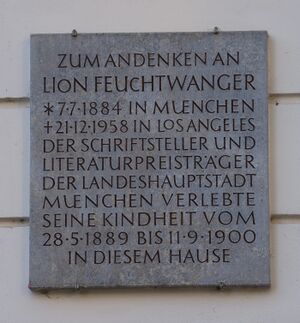 ZUM ANDENKEN AN
LION FEUCHTWANGER
*7·7·1884 IN MUENCHEN
+21·12·1958 IN LOS ANGELES
DER SCHRIFTSTELLER UND
LITERATURPREISTRÄGER
DER LANDESHAUPTSTADT
MUENCHEN VERLEBTE
SEINE KINDHEIT VOM
28·5·1889 BIS 11·9·1900
IN DIESEM HAUSE